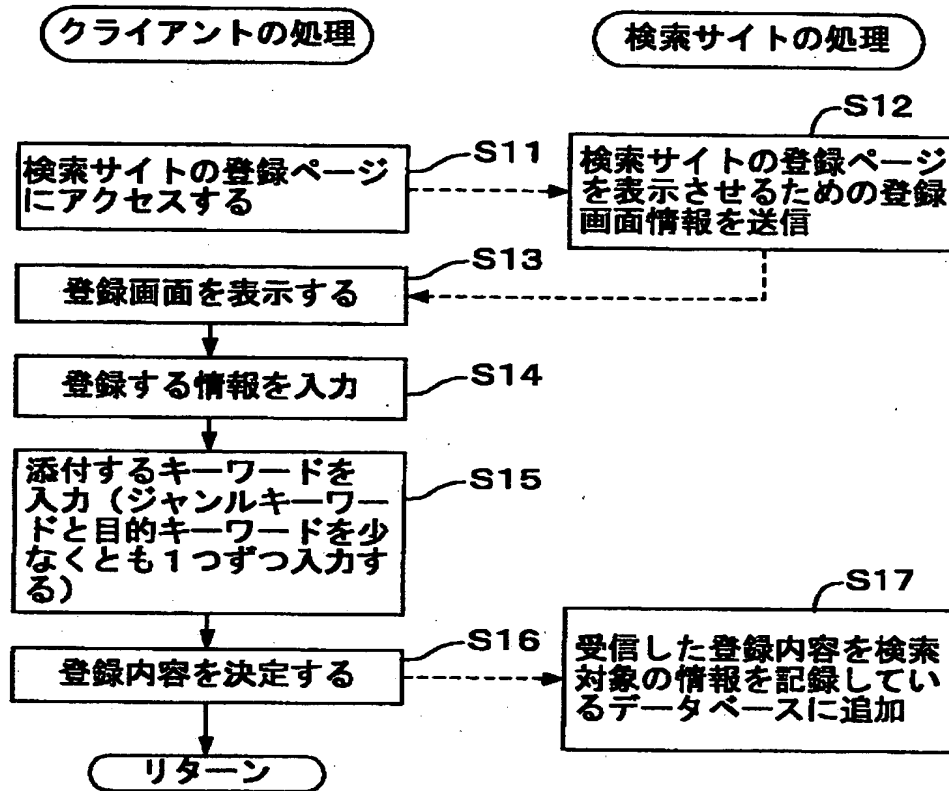 クライアントの処理
検索サイトの処理
S11
検索サイトの登録ページ
にアクセスする
S12
検索サイトの登録ページ
を表示させるための登録
画面情報を送信
S13
登録画面を表示する
S14
登録する情報を入力
S15
添付するキーワードを
入力(ジャンルキーワー
ドと目的キーワードを少
なくとも1つずつ入力す
る)
S16
登録内容を決定する
S17
受信した登録内容を検索
対象の情報を記録してい
るデータベースに追加
リターン